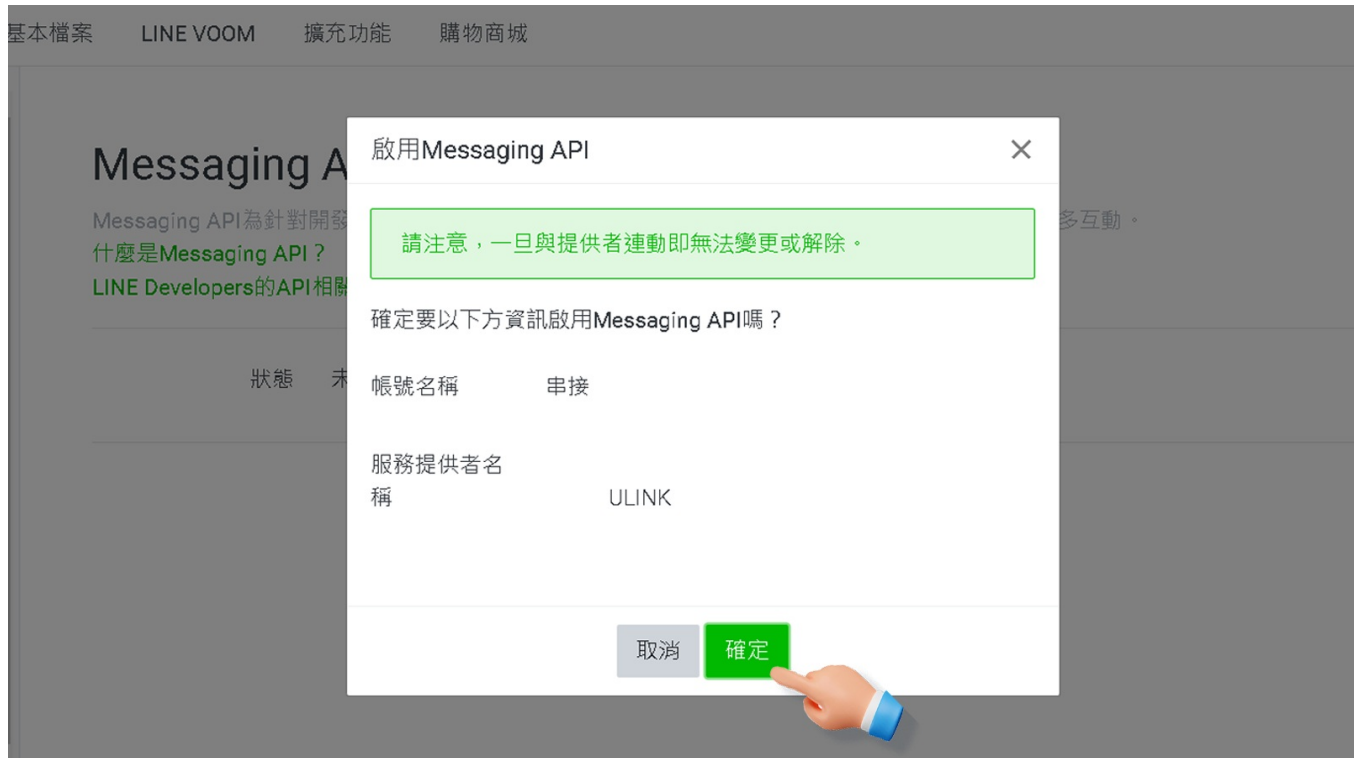 基本檔案 LINE VOOM 擴充功能 購物商城
啟用Messaging API
Messaging A
Messaging API為針對開發
多互動。
請注意，一旦與提供者連動即無法變更或解除。
什麼是Messaging API？
LINE Developers的API相關
確定要以下方資訊啟用Messaging API嗎？
狀態 未
帳號名稱 串接
服務提供者名
稱 ULINK
取消 確定